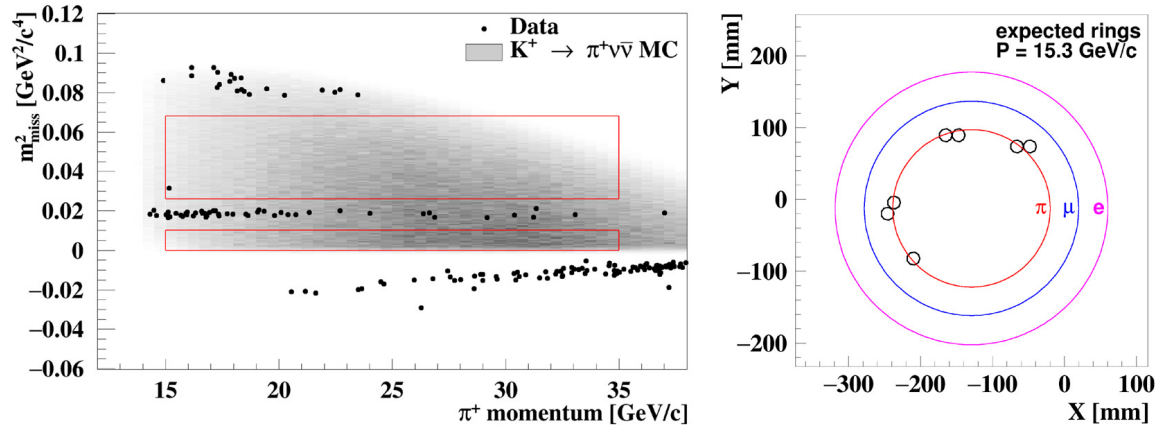 m²miss [GeV²/c⁴]
0.12
0.1
0.08
0.06
0.04
0.02
0
−0.02
−0.04
−0.06
Data
K⁺ → π⁺νν̅ MC
15
20
25
30
35
π⁺ momentum [GeV/c]
Y [mm]
200
100
0
−100
−200
expected rings
P = 15.3 GeV/c
π μ e
−300
−200
−100
0
100
X [mm]